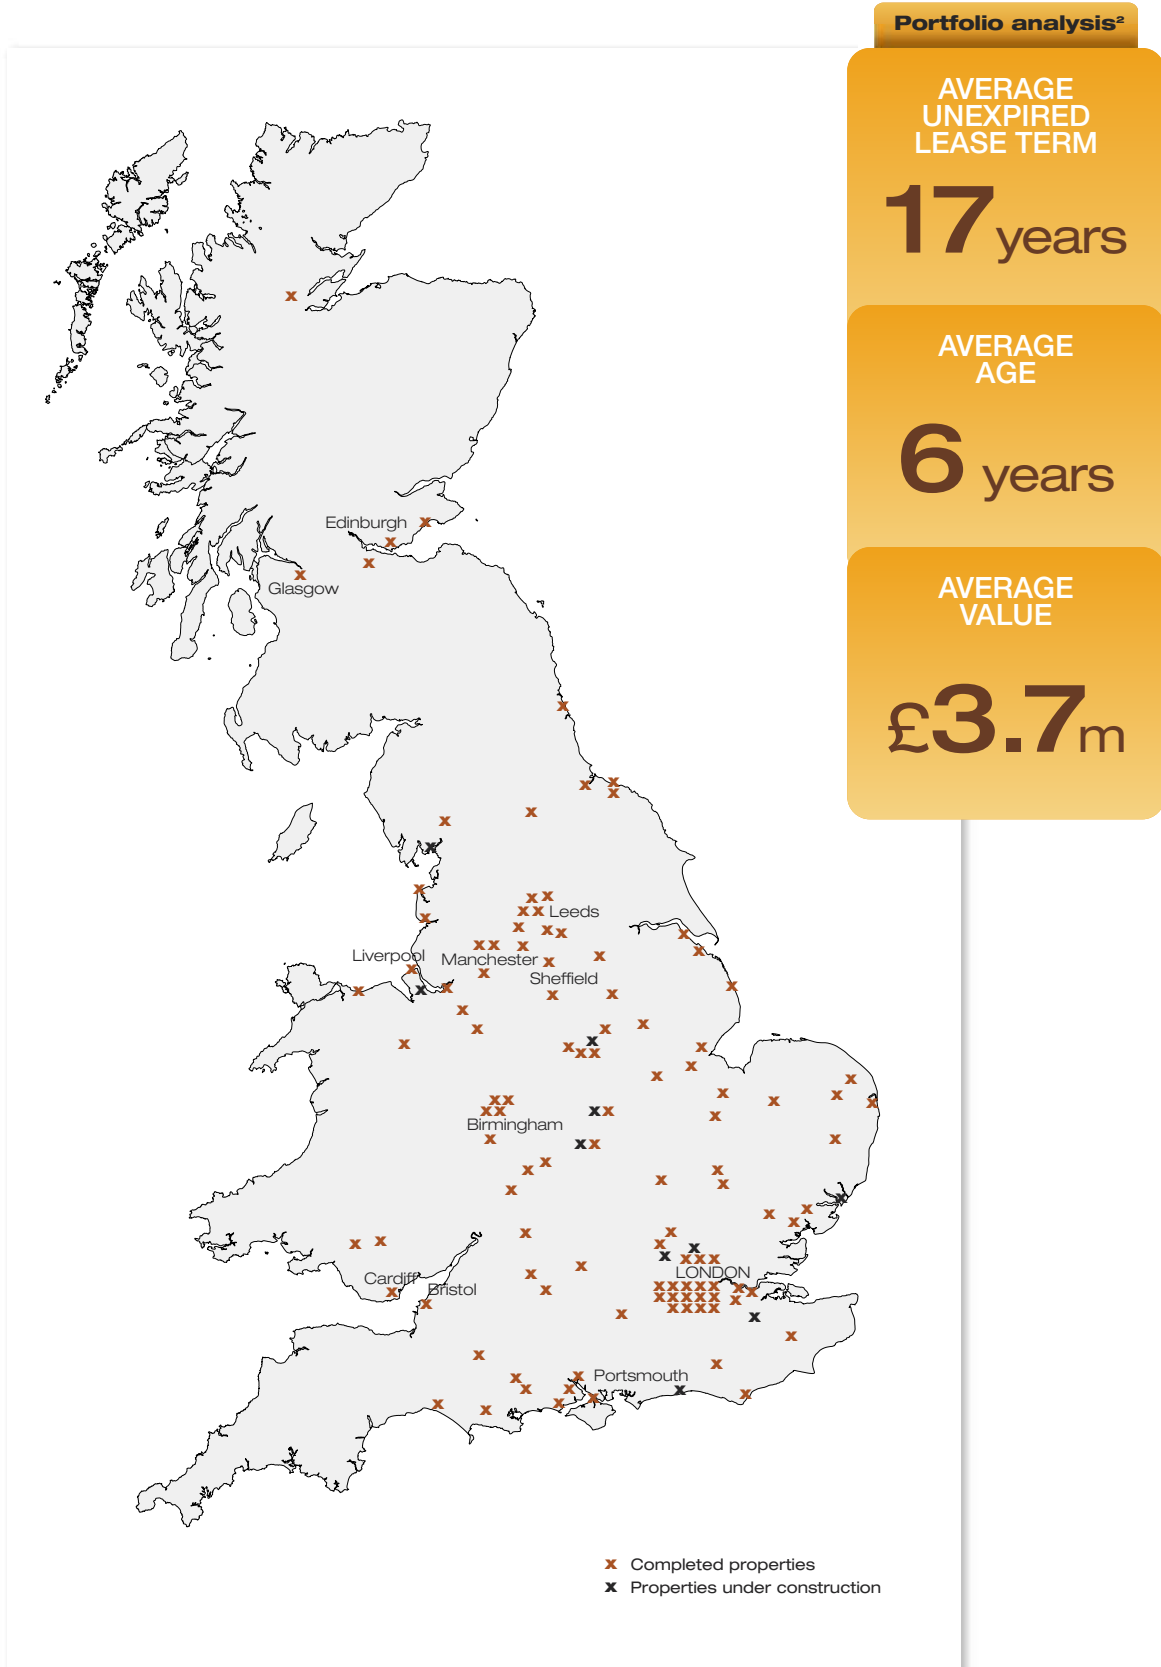 Portfolio analysis²
AVERAGE
UNEXPIRED
LEASE TERM
17 years
AVERAGE
AGE
6 years
AVERAGE
VALUE
£3.7m
Edinburgh
Glasgow
Leeds
Liverpool
Manchester
Sheffield
Birmingham
LONDON
Cardiff
Bristol
Portsmouth
x Completed properties
x Properties under construction